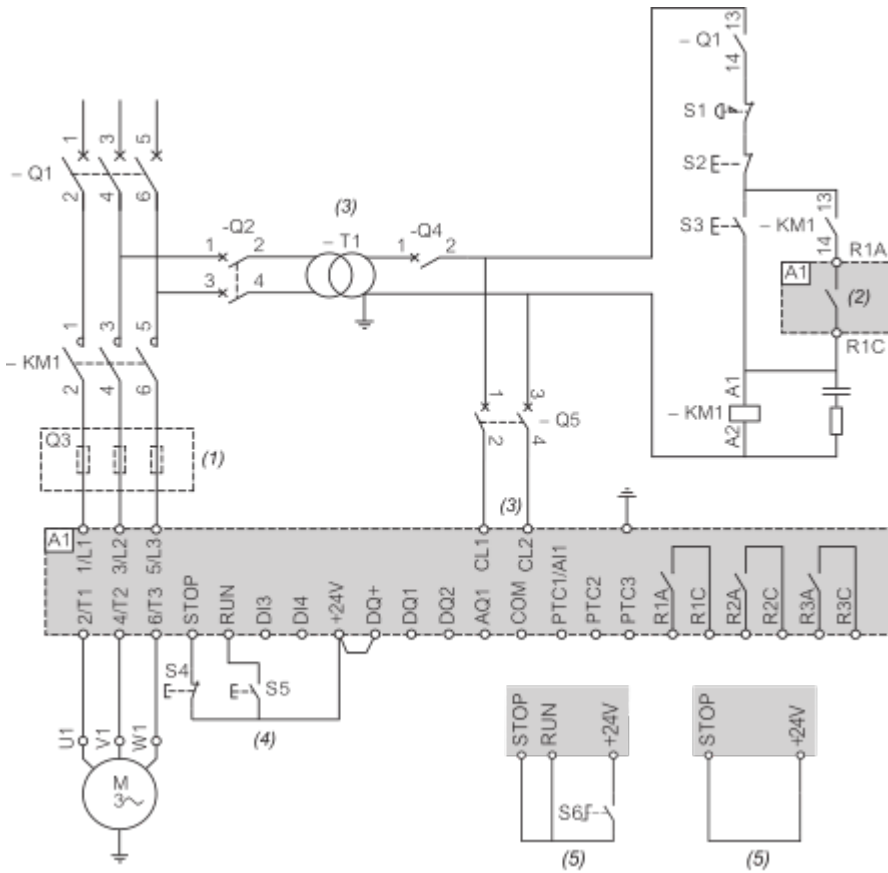 13
– Q1
14
S1
S2
S3
– KM1
13
14
R1A
A1
(2)
R1C
A1
– KM1
A2
1
3
5
– Q1
2
4
6
(3)
-Q2
1
2
– T1
-Q4
1
2
3
4
1
3
5
– KM1
2
4
6
Q3
(1)
1
3
– Q5
2
4
(3)
A1
1/L1
3/L2
5/L3
CL1
CL2
2/T1
4/T2
6/T3
STOP
RUN
DI3
DI4
+24V
DQ+
DQ1
DQ2
AQ1
COM
PTC1/AI1
PTC2
PTC3
R1A
R1C
R2A
R2C
R3A
R3C
S4
S5
(4)
U1
V1
W1
M
3~
STOP
RUN
+24V
S6
(5)
STOP
+24V
(5)